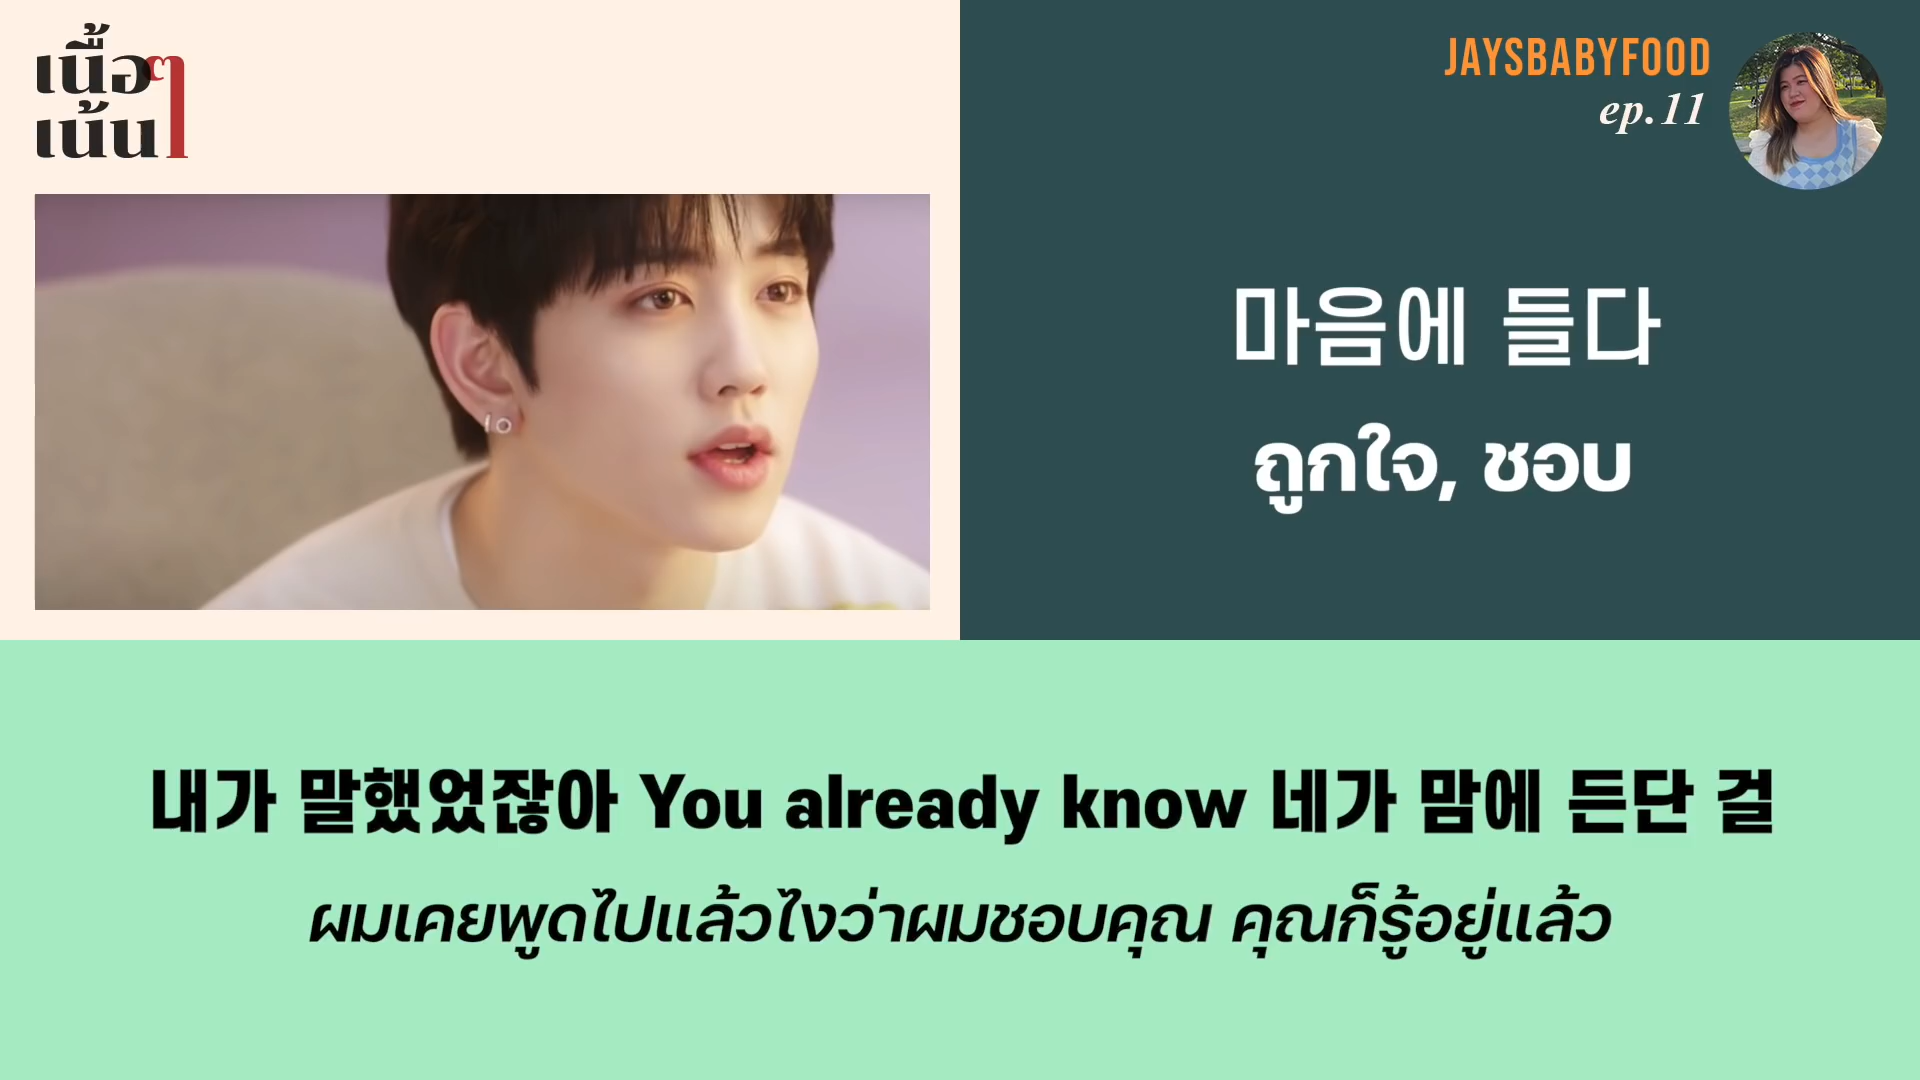 เนื้อๆ
เน้นๆ
JAYSBABYFOOD
ep.11
마음에 들다
ถูกใจ, ชอบ
내가 말했었잖아 You already know 네가 맘에 든단 걸
ผมเคยพูดไปแล้วไงว่าผมชอบคุณ คุณก็รู้อยู่แล้ว